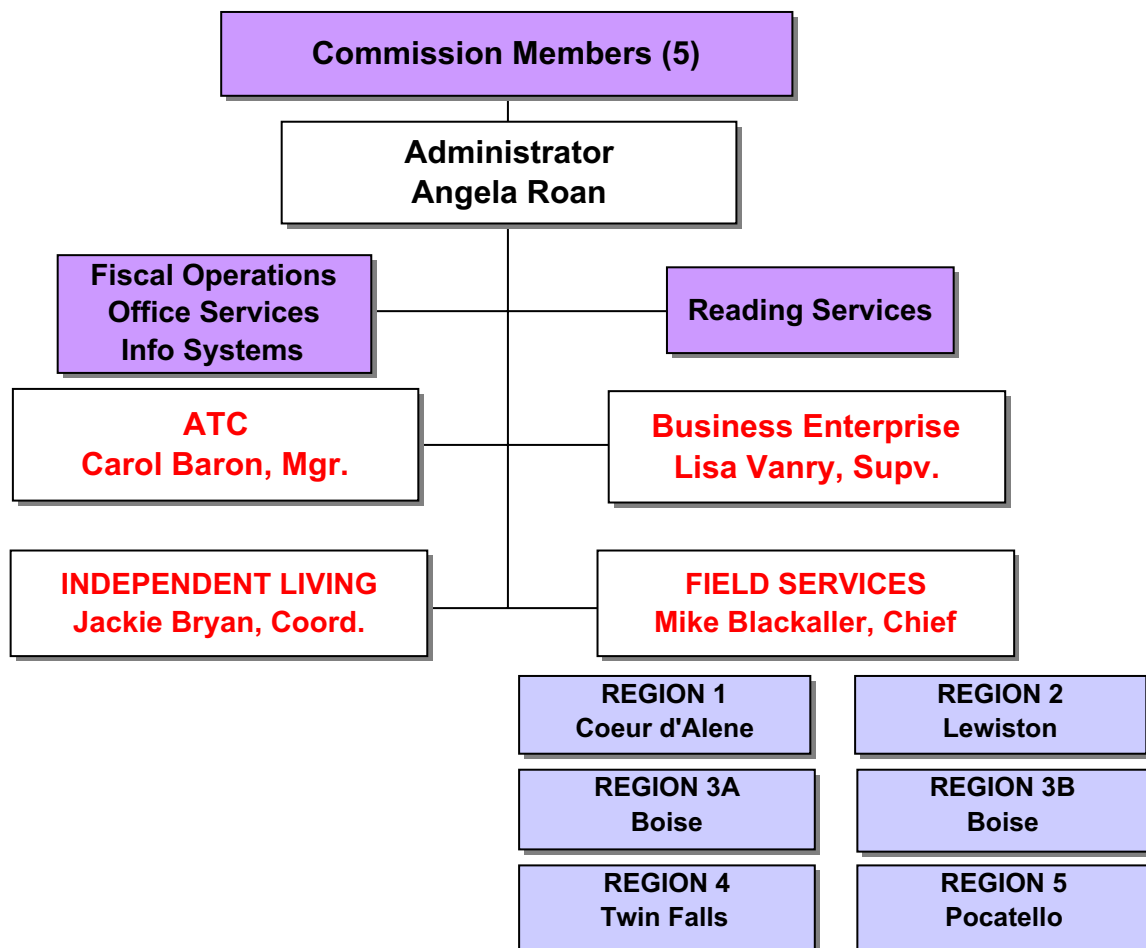 Commission Members (5)
Administrator
Angela Roan
Fiscal Operations
Office Services
Info Systems
Reading Services
ATC
Carol Baron, Mgr.
Business Enterprise
Lisa Vanry, Supv.
INDEPENDENT LIVING
Jackie Bryan, Coord.
FIELD SERVICES
Mike Blackaller, Chief
REGION 1
Coeur d'Alene
REGION 2
Lewiston
REGION 3A
Boise
REGION 3B
Boise
REGION 4
Twin Falls
REGION 5
Pocatello